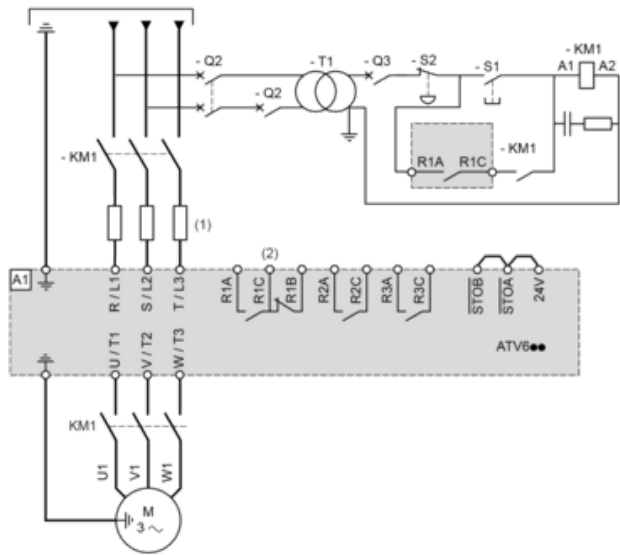 - Q2
- T1
- Q3
- S2
- S1
- KM1
A1
A2
- Q2
- KM1
R1A
R1C
- KM1
(1)
(2)
A1
R / L1
S / L2
T / L3
R1A
R1C
R1B
R2A
R2C
R3A
R3C
STOB
STOA
24V
U / T1
V / T2
W / T3
ATV6●●
KM1
U1
V1
W1
M
3 ~